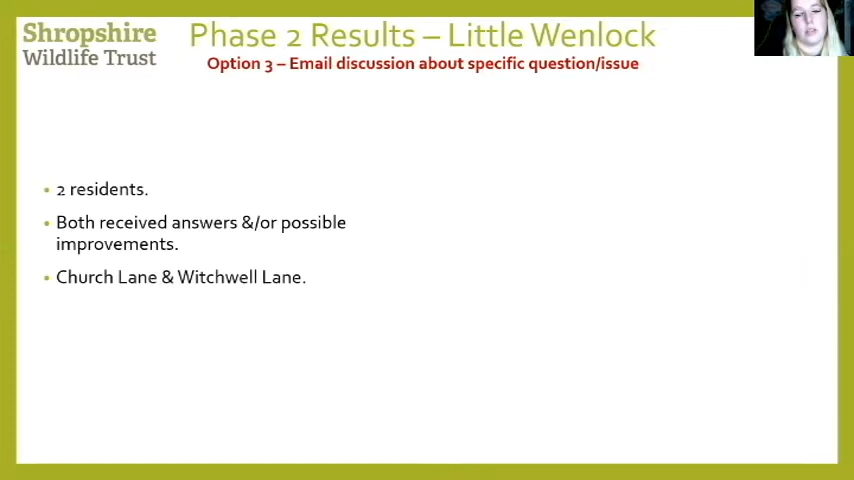 Shropshire
Wildlife Trust
Phase 2 Results – Little Wenlock
Option 3 – Email discussion about specific question/issue
• 2 residents.
• Both received answers &/or possible
improvements.
• Church Lane & Witchwell Lane.